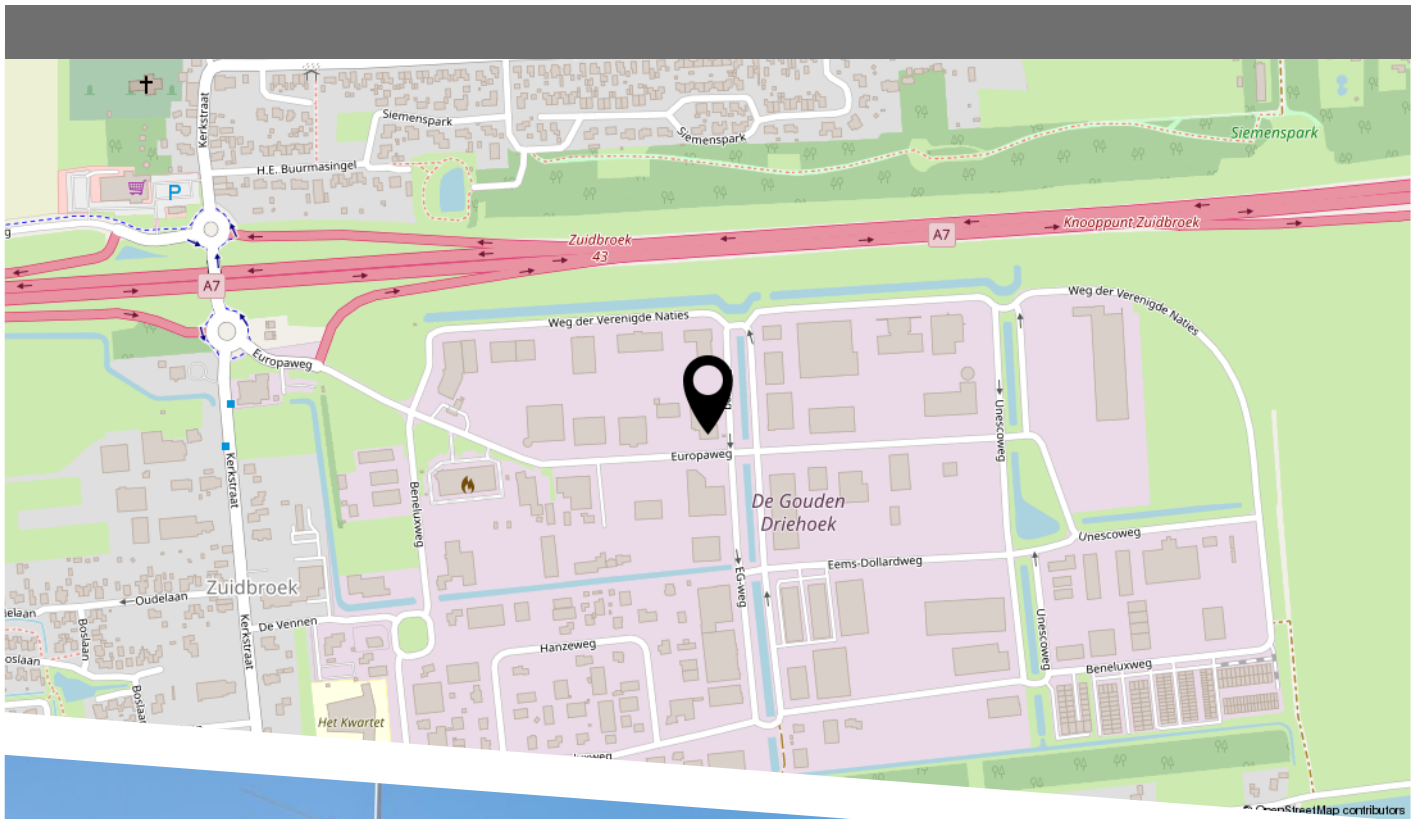 Kerkstraat
Siemenspark
Siemenspark
Siemenspark
H.E. Buurmasingel
P
Knooppunt Zuidbroek
A7
Zuidbroek
43
A7
Weg der Verenigde Naties
Weg der Verenigde Naties
Europaweg
Unescoweg
Europaweg
Kerkstraat
Beneluxweg
De Gouden
Driehoek
Unescoweg
Eems-Dollardweg
EG-weg
Zuidbroek
Oudelaan
De Vennen
Boslaan
Kerkstraat
Hanzeweg
Unescoweg
Beneluxweg
Boslaan
Het Kwartet
© OpenStreetMap contributors